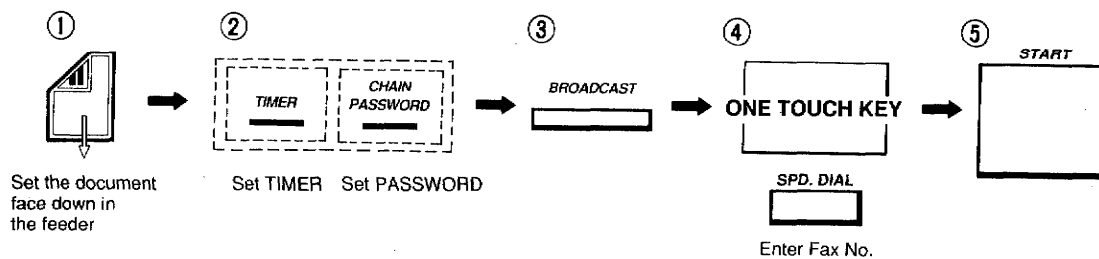 ①
Set the document
face down in
the feeder
②
TIMER
CHAIN
PASSWORD
Set TIMER Set PASSWORD
③
BROADCAST
④
ONE TOUCH KEY
SPD. DIAL
Enter Fax No.
⑤
START